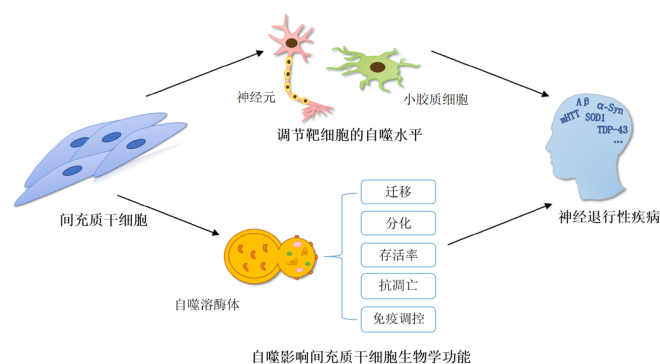 神经元
小胶质细胞
调节靶细胞的自噬水平
间充质干细胞
Aβ
α-Syn
mHTT
SOD1
TDP-43
...
神经退行性疾病
自噬溶酶体
迁移
分化
存活率
抗凋亡
免疫调控
自噬影响间充质干细胞生物学功能